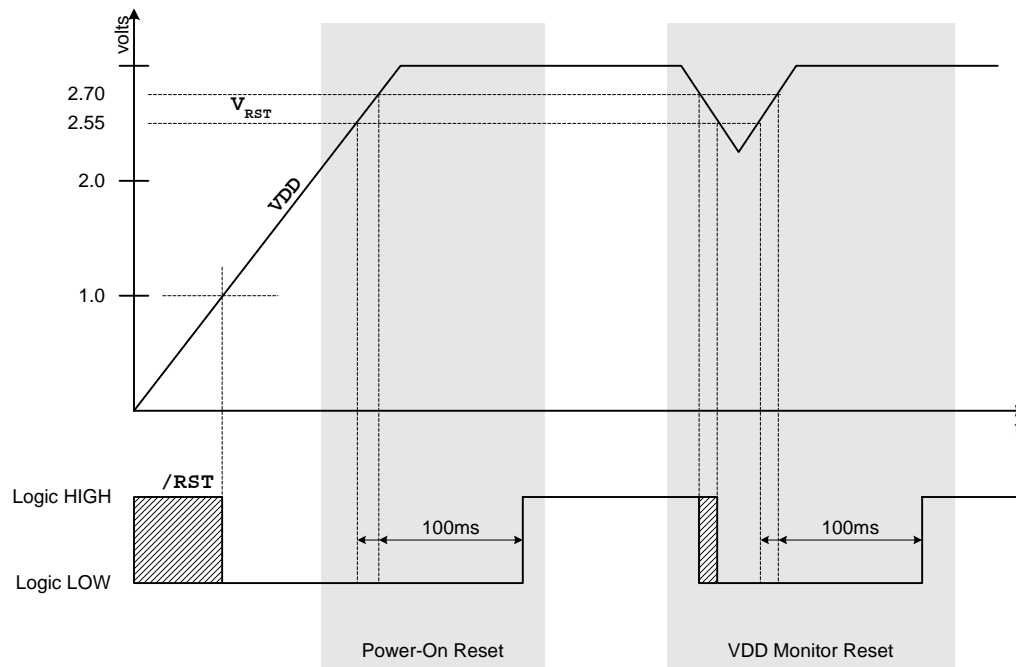 volts
2.70
V RST
2.55
2.0
VDD
1.0
/RST
Logic HIGH
100ms
100ms
Logic LOW
Power-On Reset
VDD Monitor Reset